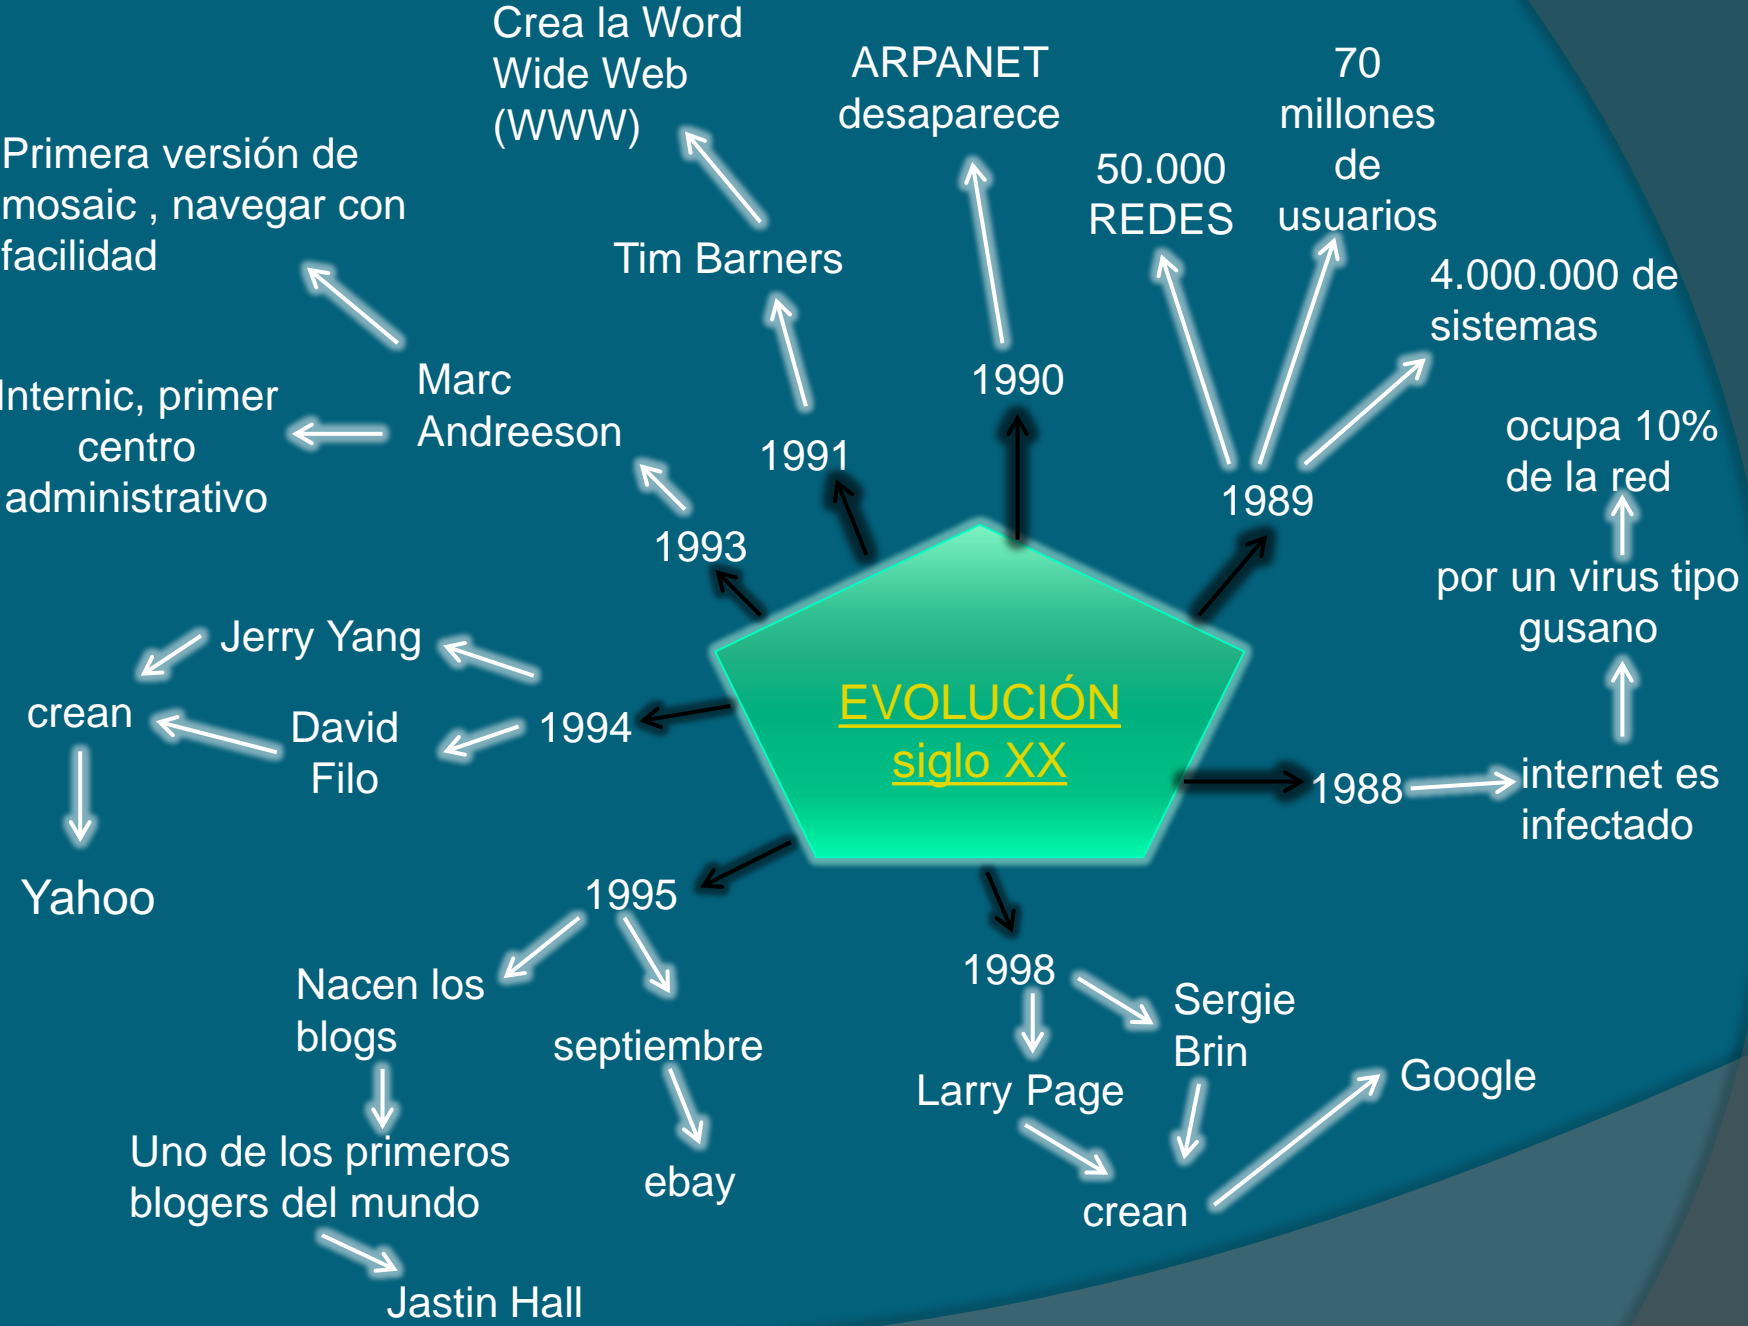 Crea la Word
Wide Web
(WWW)
ARPANET
desaparece
70
millones
de
usuarios
50.000
REDES
Primera versión de
mosaic , navegar con
facilidad
Tim Barners
4.000.000 de
sistemas
Marc
Andreeson
Internic, primer
centro
administrativo
1990
1991
1989
ocupa 10%
de la red
1993
por un virus tipo
gusano
Jerry Yang
crean
David
Filo
1994
EVOLUCIÓN
siglo XX
1988
internet es
infectado
Yahoo
1995
1998
Nacen los
blogs
septiembre
Sergie
Brin
Larry Page
Google
Uno de los primeros
blogers del mundo
ebay
crean
Jastin Hall